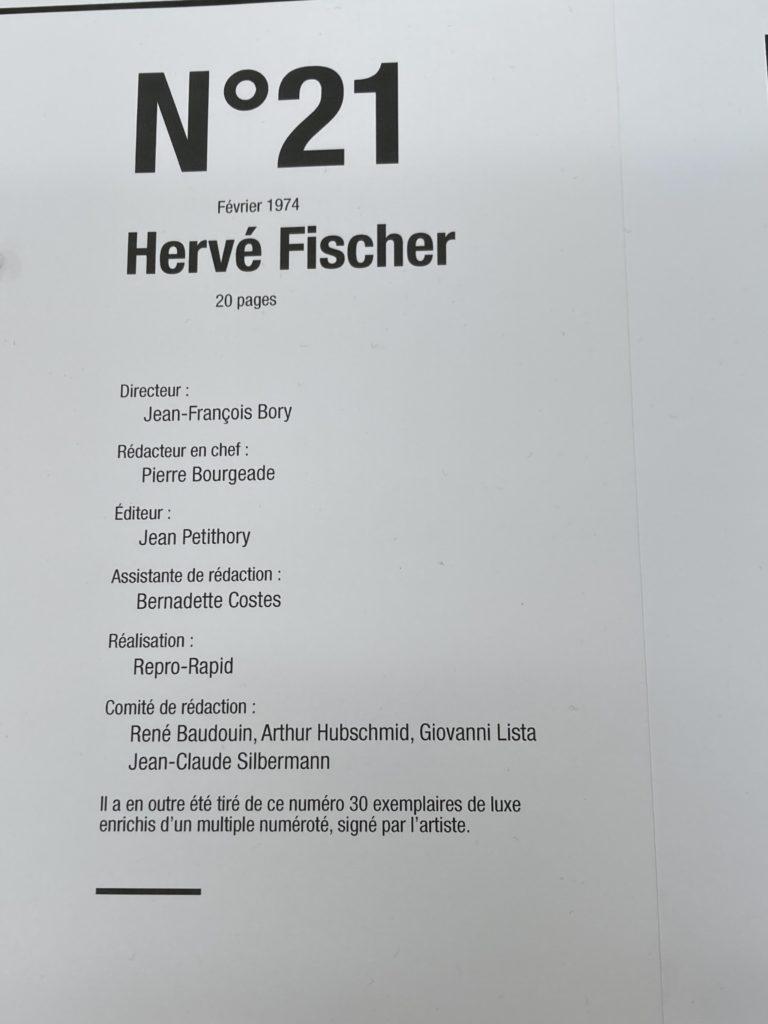 N°21
Février 1974
Hervé Fischer
20 pages
Directeur :
Jean-François Bory
Rédacteur en chef :
Pierre Bourgeade
Éditeur :
Jean Petithory
Assistante de rédaction :
Bernadette Costes
Réalisation :
Repro-Rapid
Comité de rédaction :
René Baudouin, Arthur Hubschmid, Giovanni Lista
Jean-Claude Silbermann
Il a en outre été tiré de ce numéro 30 exemplaires de luxe
enrichis d'un multiple numéroté, signé par l'artiste.